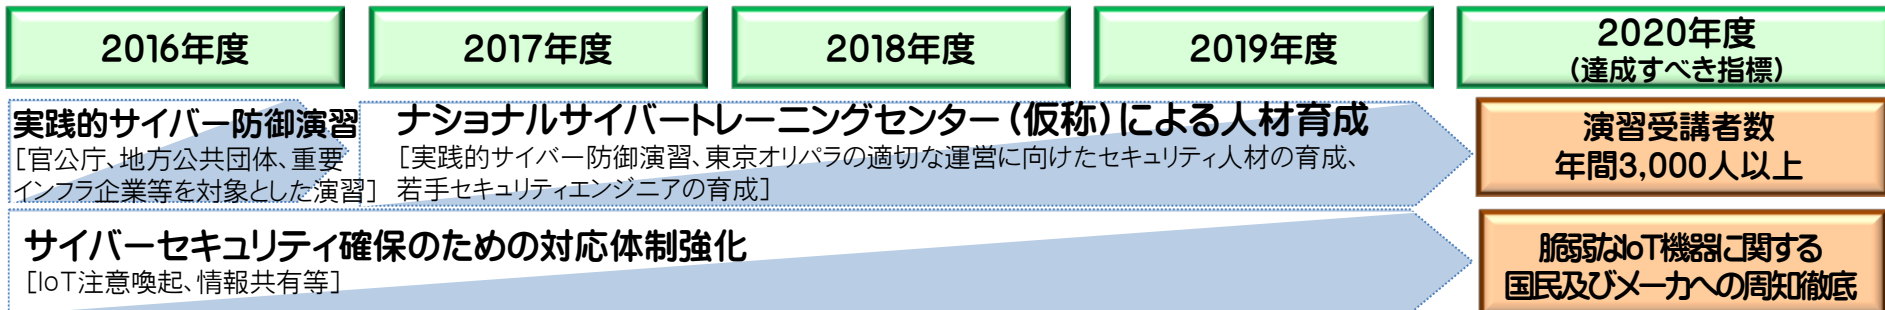 2016年度
2017年度
2018年度
2019年度
2020年度
(達成すべき指標)
実践的サイバー防御演習
[官公庁、地方公共団体、重要
インフラ企業等を対象とした演習]
ナショナルサイバートレーニングセンター(仮称)による人材育成
[実践的サイバー防御演習、東京オリパラの適切な運営に向けたセキュリティ人材の育成、
若手セキュリティエンジニアの育成]
演習受講者数
年間3,000人以上
サイバーセキュリティ確保のための対応体制強化
[IoT注意喚起、情報共有等]
脆弱なIoT機器に関する
国民及びメーカへの周知徹底